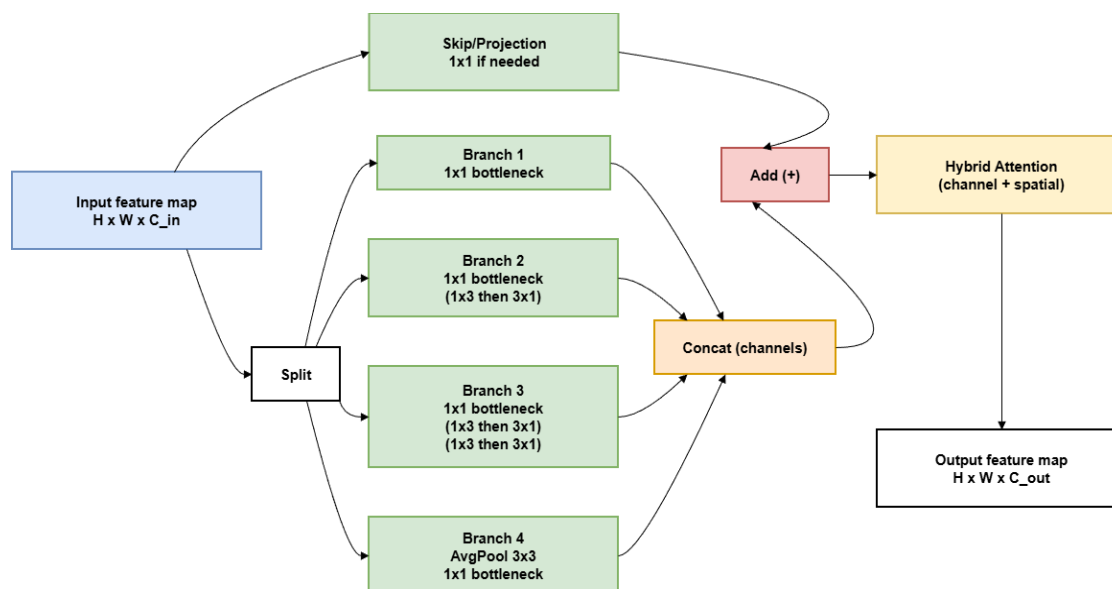 Skip/Projection
1x1 if needed
Input feature map
H x W x C_in
Branch 1
1x1 bottleneck
Branch 2
1x1 bottleneck
(1x3 then 3x1)
Split
Branch 3
1x1 bottleneck
(1x3 then 3x1)
(1x3 then 3x1)
Branch 4
AvgPool 3x3
1x1 bottleneck
Concat (channels)
Add (+)
Hybrid Attention
(channel + spatial)
Output feature map
H x W x C_out